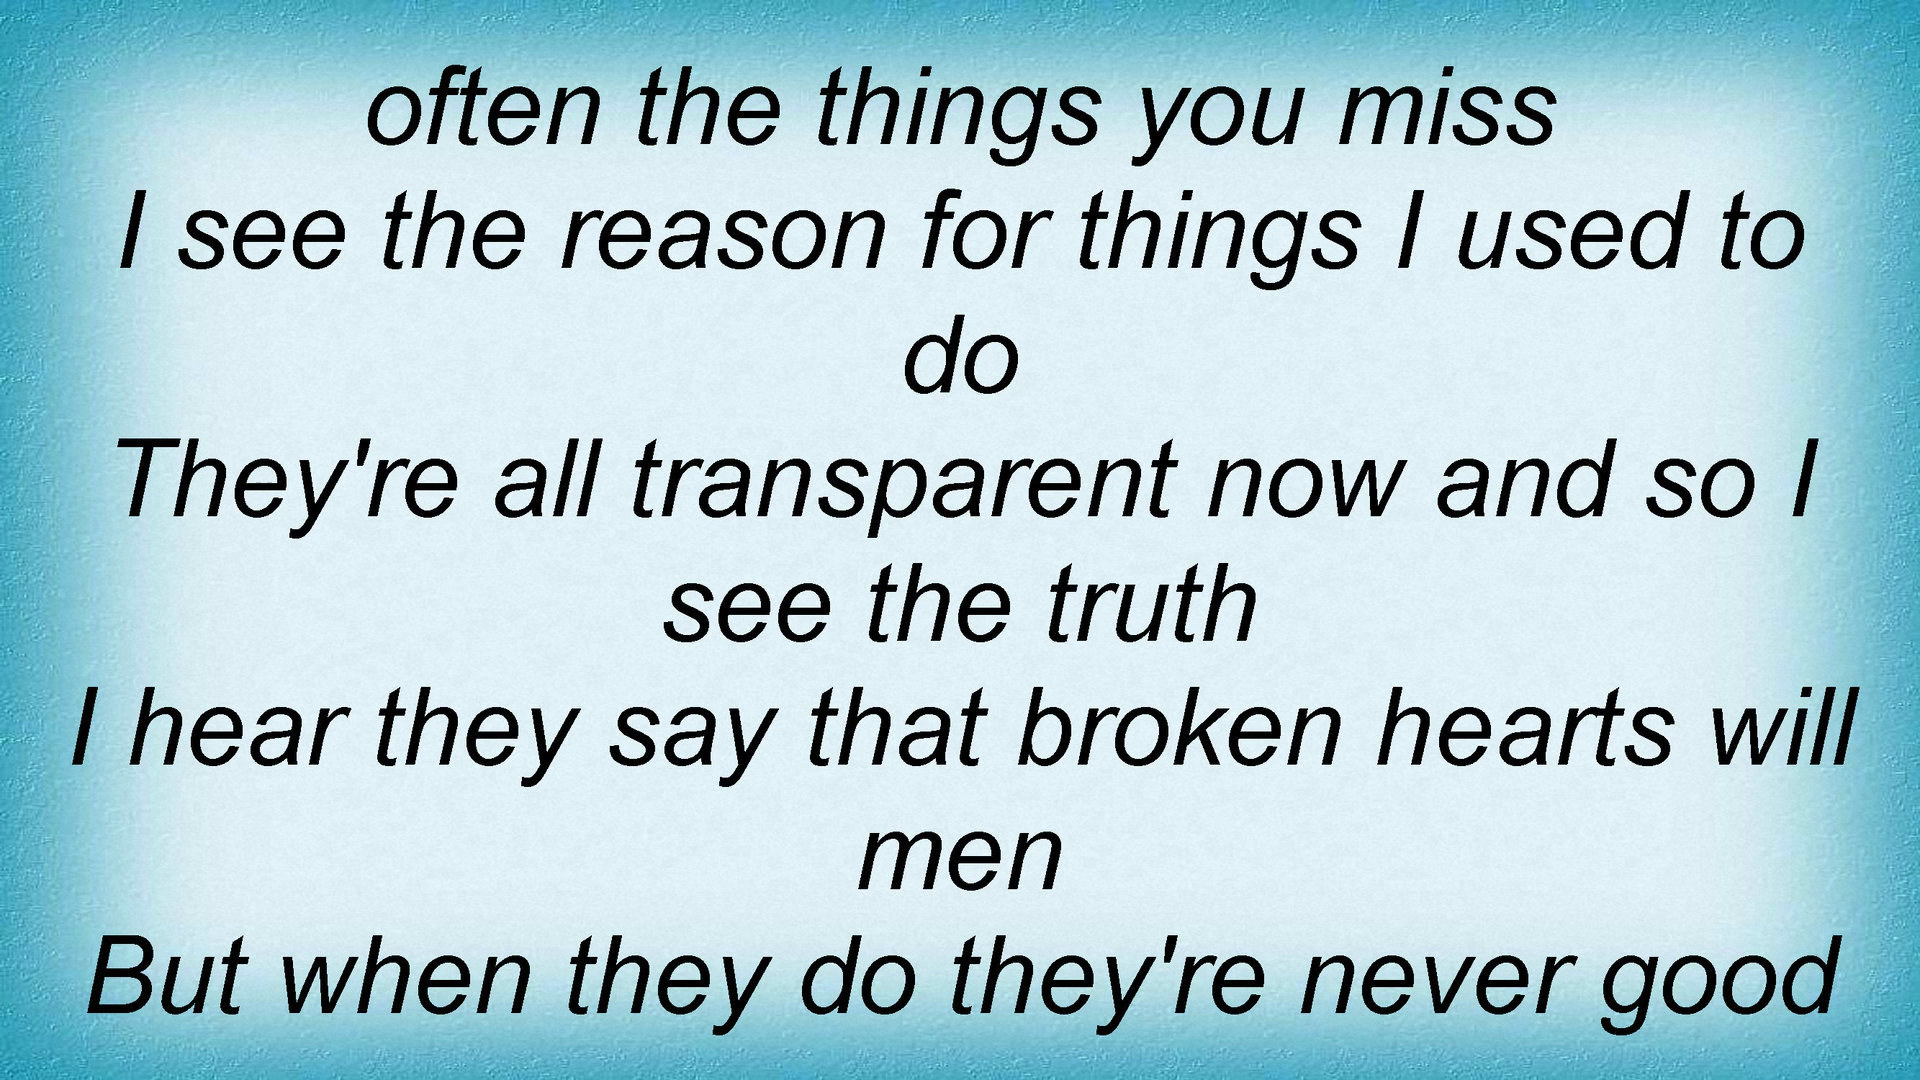 often the things you miss
I see the reason for things I used to
do
They're all transparent now and so I
see the truth
I hear they say that broken hearts will
men
But when they do they're never good